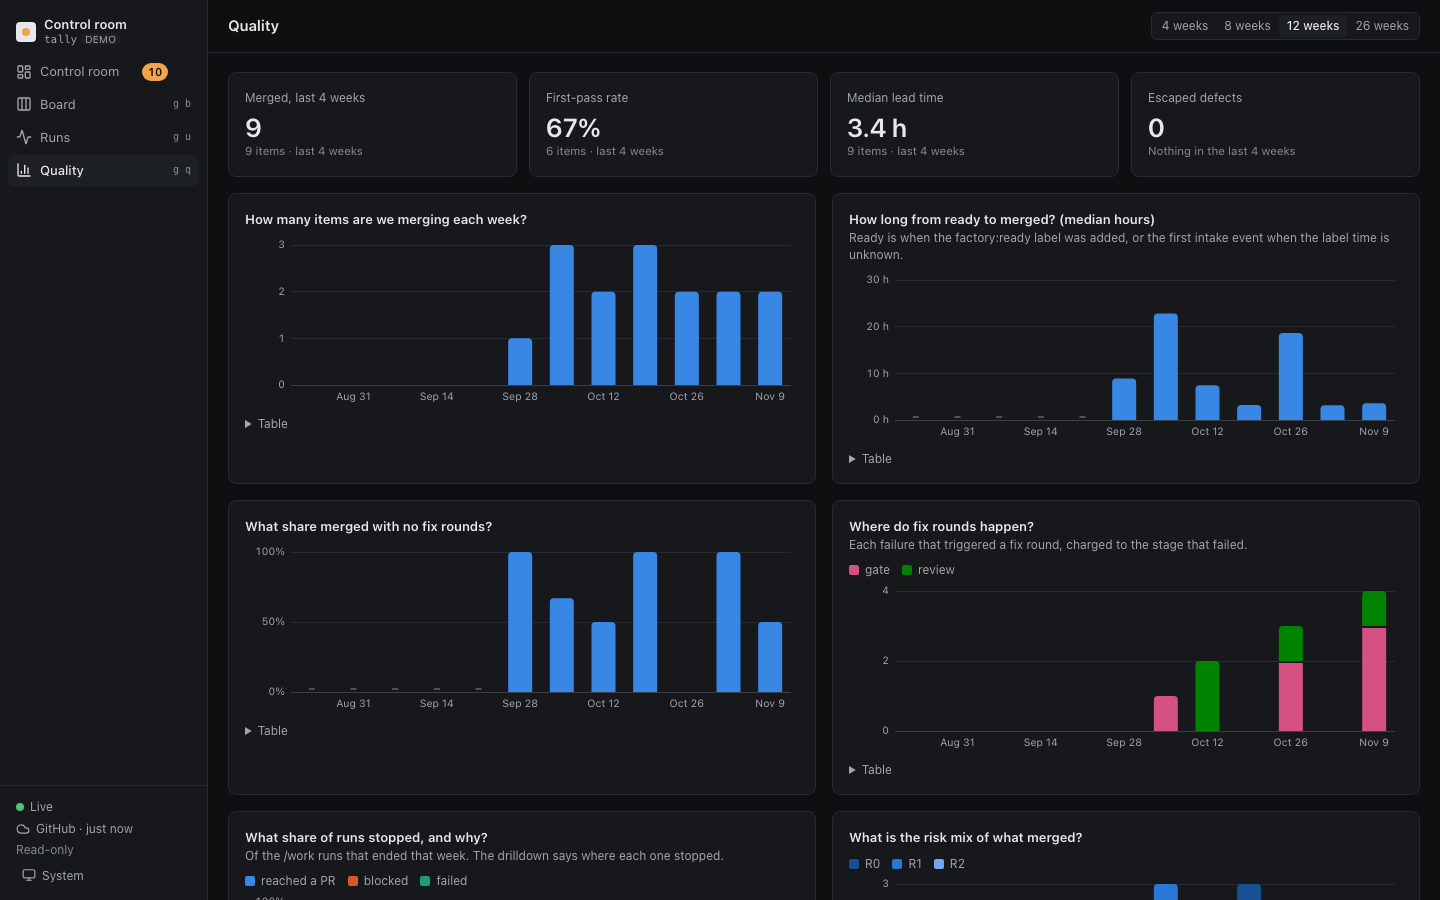 Control room
tally DEMO
Control room 10
Board g b
Runs g u
Quality g q
Live
GitHub · just now
Read-only
System
Quality
4 weeks 8 weeks 12 weeks 26 weeks
Merged, last 4 weeks
9
9 items · last 4 weeks
First-pass rate
67%
6 items · last 4 weeks
Median lead time
3.4 h
9 items · last 4 weeks
Escaped defects
0
Nothing in the last 4 weeks
How many items are we merging each week?
3
2
1
0
Aug 31 Sep 14 Sep 28 Oct 12 Oct 26 Nov 9
Table
How long from ready to merged? (median hours)
Ready is when the factory:ready label was added, or the first intake event when the label time is
unknown.
30 h
20 h
10 h
0 h
Aug 31 Sep 14 Sep 28 Oct 12 Oct 26 Nov 9
Table
What share merged with no fix rounds?
100%
50%
0%
Aug 31 Sep 14 Sep 28 Oct 12 Oct 26 Nov 9
Table
Where do fix rounds happen?
Each failure that triggered a fix round, charged to the stage that failed.
gate review
4
2
0
Aug 31 Sep 14 Sep 28 Oct 12 Oct 26 Nov 9
Table
What share of runs stopped, and why?
Of the /work runs that ended that week. The drilldown says where each one stopped.
reached a PR blocked failed
100%
What is the risk mix of what merged?
R0 R1 R2
3